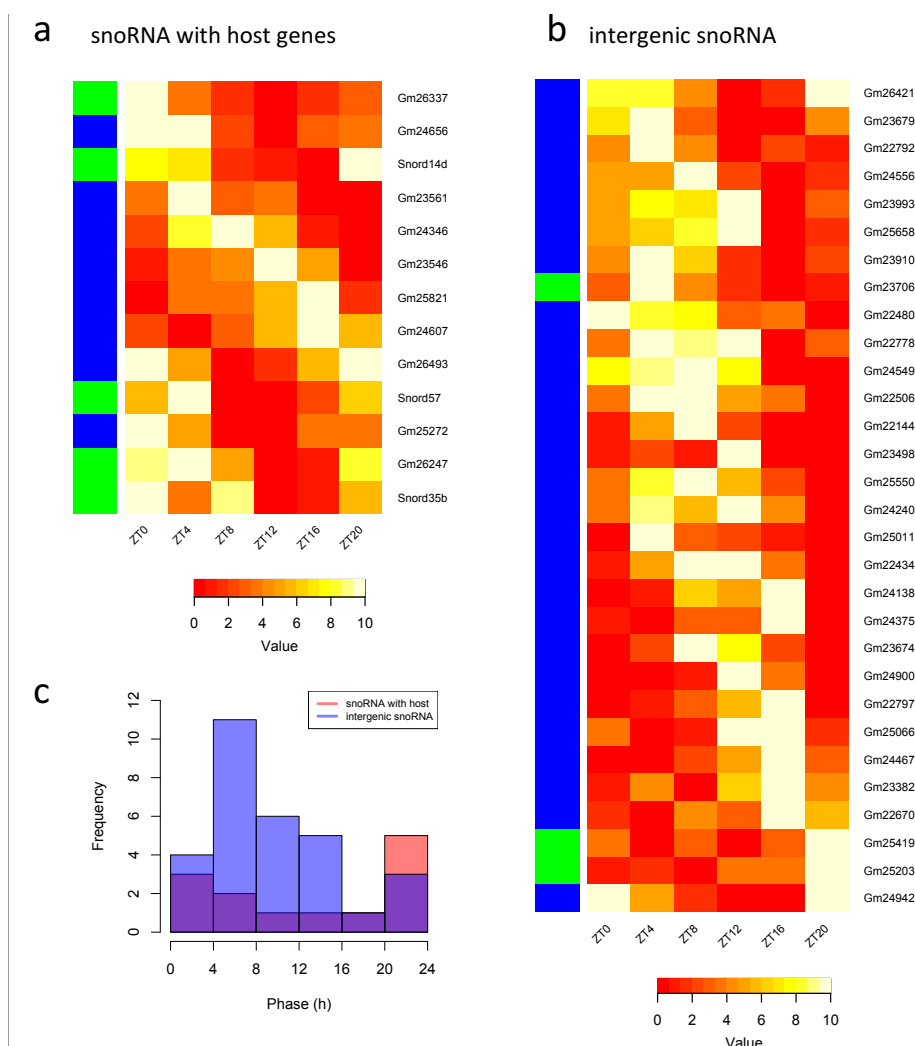 a snoRNA with host genes
Gm26337
Gm24656
Snord14d
Gm23561
Gm24346
Gm23546
Gm25821
Gm24607
Gm26493
Snord57
Gm25272
Gm26247
Snord35b
ZT0 ZT4 ZT8 ZT12 ZT16 ZT20
0 2 4 6 8 10
Value
b intergenic snoRNA
Gm26421
Gm23679
Gm22792
Gm24556
Gm23993
Gm25658
Gm23910
Gm23706
Gm22480
Gm22778
Gm24549
Gm22506
Gm22144
Gm23498
Gm25550
Gm24240
Gm25011
Gm22434
Gm24138
Gm24375
Gm23674
Gm24900
Gm22797
Gm25066
Gm24467
Gm23382
Gm22670
Gm25419
Gm25203
Gm24942
ZT0 ZT4 ZT8 ZT12 ZT16 ZT20
0 2 4 6 8 10
Value
c
snoRNA with host
intergenic snoRNA
Frequency
12
10
8
6
4
2
0
0 4 8 12 16 20 24
Phase (h)